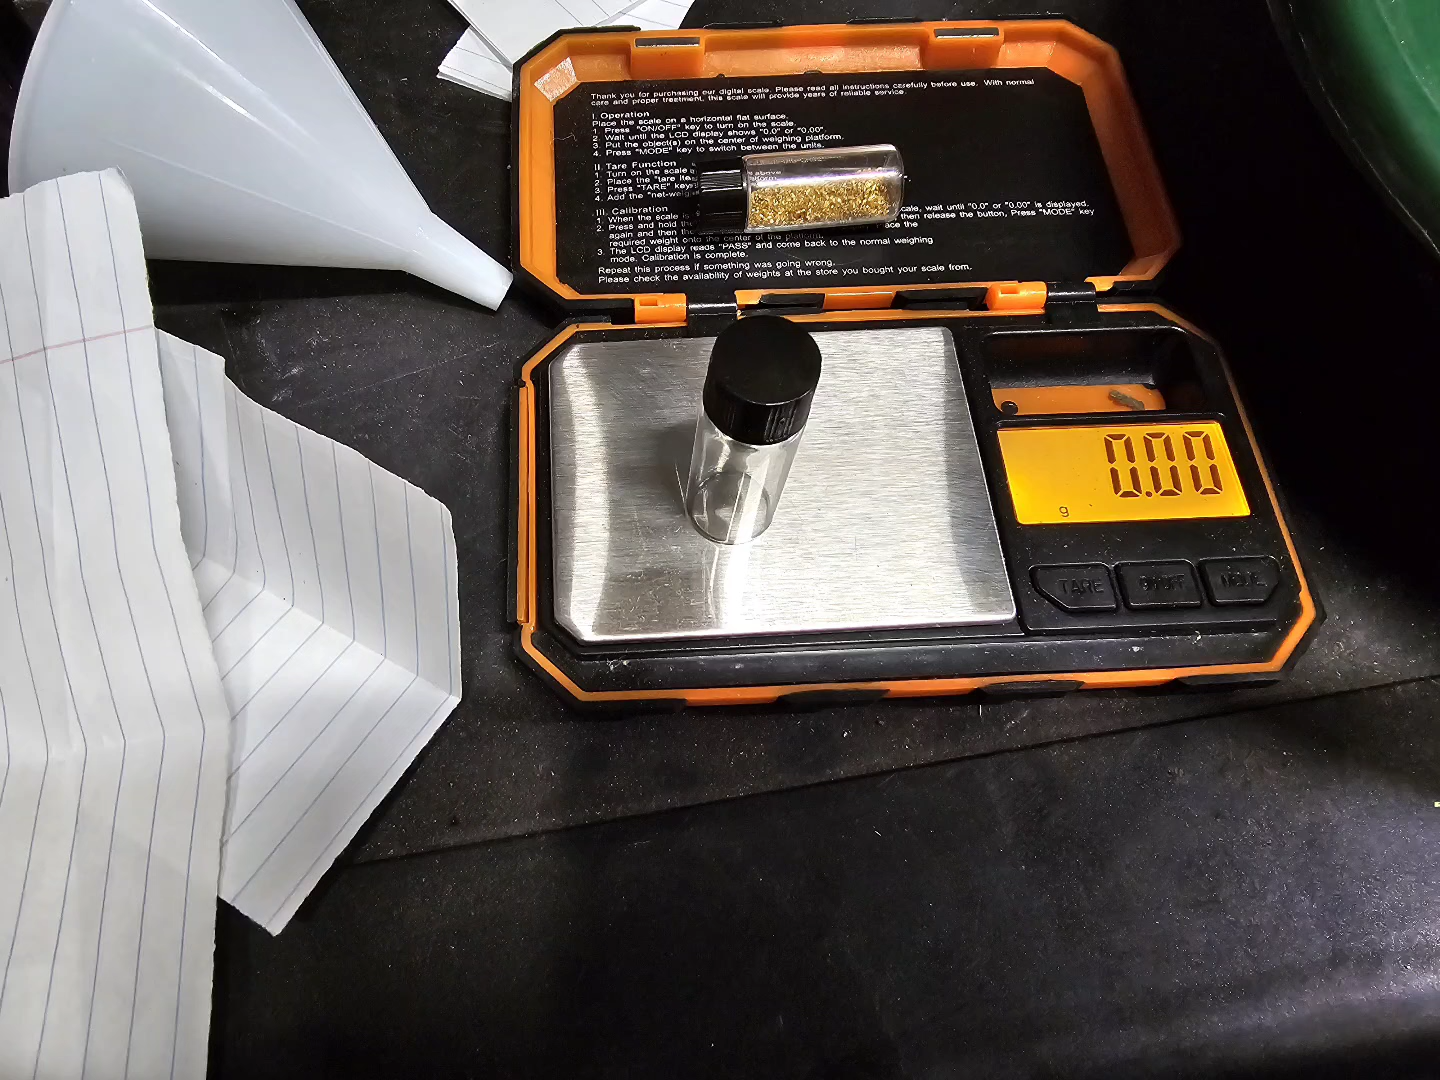 Thank you for purchasing our digital scale. Please read all instructions carefully before use. With normal
care and proper treatment, this scale will provide years of reliable service.
I. Operation
Place the scale on a horizontal flat surface.
1. Press "ON/OFF" key to turn on the scale.
2. Wait until the LCD display shows "0.0" or "0.00".
3. Put the object(s) on the center of weighing platform.
4. Press "MODE" key to switch between the units.
II. Tare Function
1. Turn on the scale a above
2. Place the "tare ite
3. Press "TARE" key
4. Add the "net-wei
III. Calibration
1. When the scale is scale, wait until "0.0" or "0.00" is displayed.
2. Press and hold the then release the button, Press "MODE" key
again and then the the
required weight onto the center of the platform.
3. The LCD display reads "PASS" and come back to the normal weighing
mode. Calibration is complete.
Repeat this process if something was going wrong.
Please check the availability of weights at the store you bought your scale from.
0.00
g
TARE ON/OFF MODE